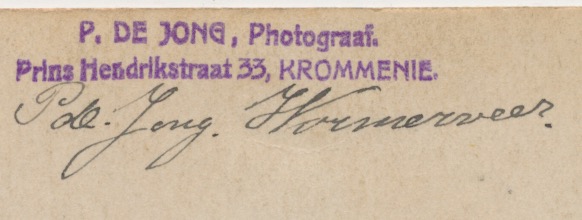 P. DE JONG, Photograaf.
Prins Hendrikstraat 33, KROMMENIE.
P de. Jong. Wormerveer.